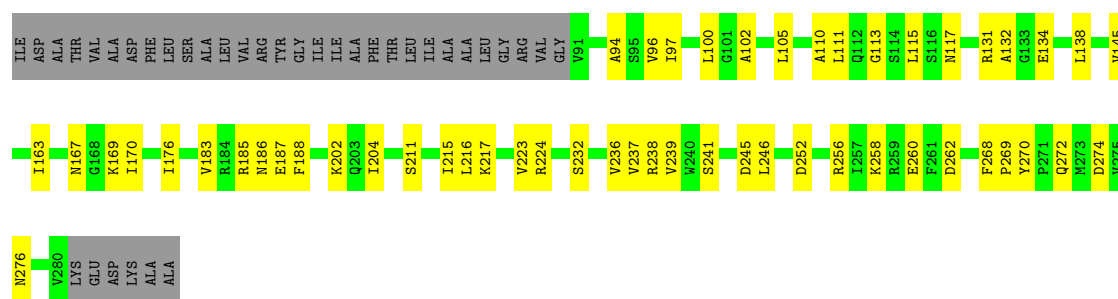 ILE ASP ALA THR VAL ALA ASP PHE LEU SER ALA LEU VAL ARG TYR GLY ILE ILE ALA PHE THR LEU ILE ALA ALA LEU GLY ARG VAL GLY V91 A94 S95 V96 I97 L100 G101 A102 L105 A110 L111 Q112 G113 S114 L115 S116 N117 R131 A132 G133 E134 L138 V145
I163 N167 G168 K169 I170 I176 V183 R184 R185 N186 E187 F188 K202 Q203 I204 S211 I215 L216 K217 V223 R224 S232 V236 V237 R238 V239 W240 S241 D245 L246 D252 R256 I257 K258 R259 E260 F261 D262 F268 P269 Y270 P271 Q272 M273 D274 V275
N276 V280 LYS GLU ASP LYS ALA ALA